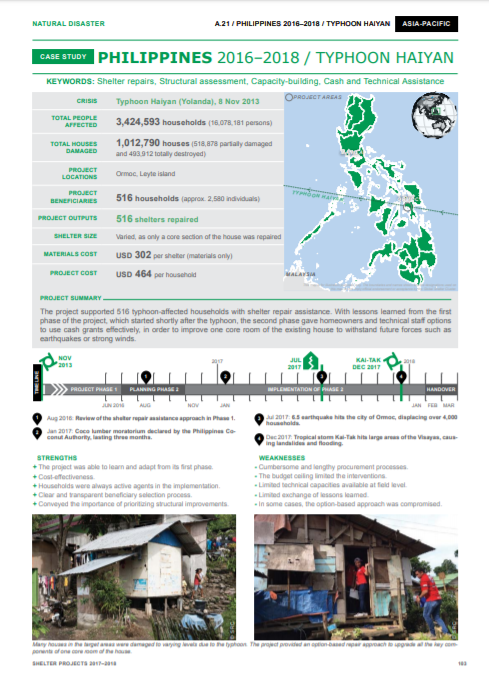 NATURAL DISASTER
A.21 / PHILIPPINES 2016–2018 / TYPHOON HAIYAN
ASIA-PACIFIC
CASE STUDY
PHILIPPINES 2016–2018 / TYPHOON HAIYAN
KEYWORDS: Shelter repairs, Structural assessment, Capacity-building, Cash and Technical Assistance
CRISIS
Typhoon Haiyan (Yolanda), 8 Nov 2013
TOTAL PEOPLE
AFFECTED
3,424,593 households (16,078,181 persons)
TOTAL HOUSES
DAMAGED
1,012,790 houses (518,878 partially damaged
and 493,912 totally destroyed)
PROJECT
LOCATIONS
Ormoc, Leyte island
PROJECT
BENEFICIARIES
516 households (approx. 2,580 individuals)
PROJECT OUTPUTS
516 shelters repaired
SHELTER SIZE
Varied, as only a core section of the house was repaired
MATERIALS COST
USD 302 per shelter (materials only)
PROJECT COST
USD 464 per household
PROJECT AREAS
TYPHOON HAIYAN
MALAYSIA
PROJECT SUMMARY
The project supported 516 typhoon-affected households with shelter repair assistance. With lessons learned from the first
phase of the project, which started shortly after the typhoon, the second phase gave homeowners and technical staff options
to use cash grants effectively, in order to improve one core room of the existing house to withstand future forces such as
earthquakes or strong winds.
NOV
2013
2017
JUL
2017
KAI-TAK
DEC 2017
2018
TIMELINE
PROJECT PHASE 1
PLANNING PHASE 2
IMPLEMENTATION OF PHASE 2
HANDOVER
1
2
3
4
JUN 2016
AUG
NOV
JAN
JAN
FEB
MAR
1 Aug 2016: Review of the shelter repair assistance approach in Phase 1.
2 Jan 2017: Coco lumber moratorium declared by the Philippines Co-
conut Authority, lasting three months.
3 Jul 2017: 6.5 earthquake hits the city of Ormoc, displacing over 4,000
households.
4 Dec 2017: Tropical storm Kai-Tak hits large areas of the Visayas, caus-
ing landslides and flooding.
STRENGTHS
+ The project was able to learn and adapt from its first phase.
+ Cost-effectiveness.
+ Households were always active agents in the implementation.
+ Clear and transparent beneficiary selection process.
+ Conveyed the importance of prioritizing structural improvements.
WEAKNESSES
- Cumbersome and lengthy procurement processes.
- The budget ceiling limited the interventions.
- Limited technical capacities available at field level.
- Limited exchange of lessons learned.
- In some cases, the option-based approach was compromised.
Many houses in the target areas were damaged to varying levels due to the typhoon. The project provided an option-based repair approach to upgrade all the key com-
ponents of one core room of the house.
SHELTER PROJECTS 2017–2018
103